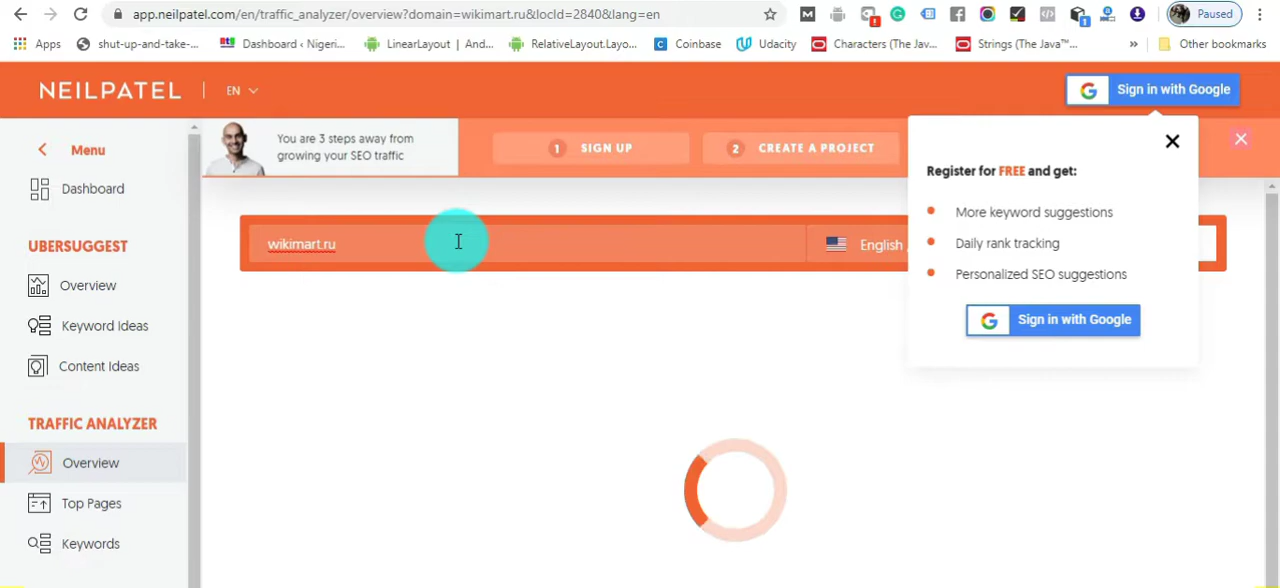 app.neilpatel.com/en/traffic_analyzer/overview?domain=wikimart.ru&locId=2840&lang=en
Paused
Apps
shut-up-and-take-...
Dashboard ‹ Nigeri...
LinearLayout | And...
RelativeLayout.Layo...
Coinbase
Udacity
Characters (The Jav...
Strings (The Java™...
»
Other bookmarks
NEILPATEL
EN
Sign in with Google
Menu
You are 3 steps away from
growing your SEO traffic
1 SIGN UP
2 CREATE A PROJECT
Register for FREE and get:
More keyword suggestions
Daily rank tracking
Personalized SEO suggestions
Sign in with Google
Dashboard
wikimart.ru
English
UBERSUGGEST
Overview
Keyword Ideas
Content Ideas
TRAFFIC ANALYZER
Overview
Top Pages
Keywords